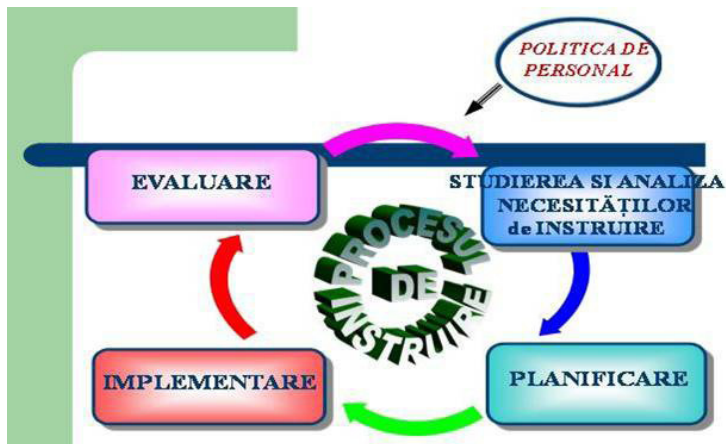 POLITICA DE
PERSONAL
EVALUARE
STUDIEREA SI ANALIZA
NECESITĂȚILOR
de INSTRUIRE
PROCESUL
DE
INSTRUIRE
IMPLEMENTARE
PLANIFICARE